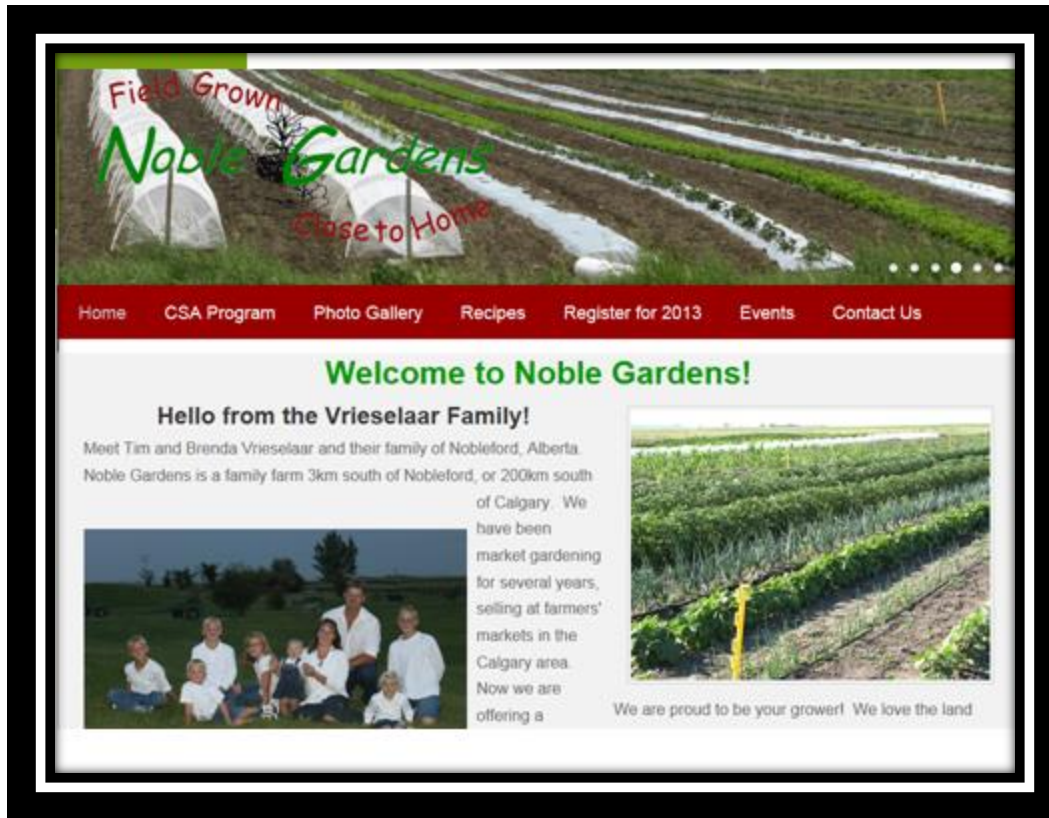 Field Grown
Noble Gardens
Close to Home
Home CSA Program Photo Gallery Recipes Register for 2013 Events Contact Us
Welcome to Noble Gardens!
Hello from the Vrieselaar Family!
Meet Tim and Brenda Vrieselaar and their family of Nobleford, Alberta.
Noble Gardens is a family farm 3km south of Nobleford, or 200km south
of Calgary. We
have been
market gardening
for several years,
selling at farmers'
markets in the
Calgary area.
Now we are
offering a
We are proud to be your grower! We love the land